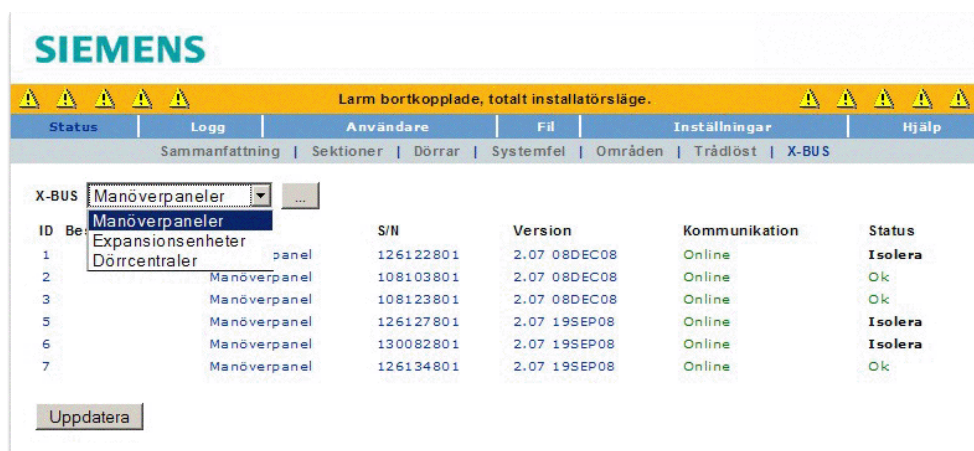 SIEMENS
Larm bortkopplade, totalt installatörsläge.
Status Logg Användare Fil Inställningar Hjälp
Sammanfattning | Sektioner | Dörrar | Systemfel | Områden | Trådlöst | X-BUS
X-BUS Manöverpaneler ...
Manöverpaneler
Expansionsenheter
Dörrcentraler
ID S/N Version Kommunikation Status
1 126122801 2.07 08DEC08 Online Isolera
2 Manöverpanel 108103801 2.07 08DEC08 Online Ok
3 Manöverpanel 108123801 2.07 08DEC08 Online Ok
5 Manöverpanel 126127801 2.07 19SEP08 Online Isolera
6 Manöverpanel 130082801 2.07 19SEP08 Online Isolera
7 Manöverpanel 126134801 2.07 19SEP08 Online Ok
Uppdatera